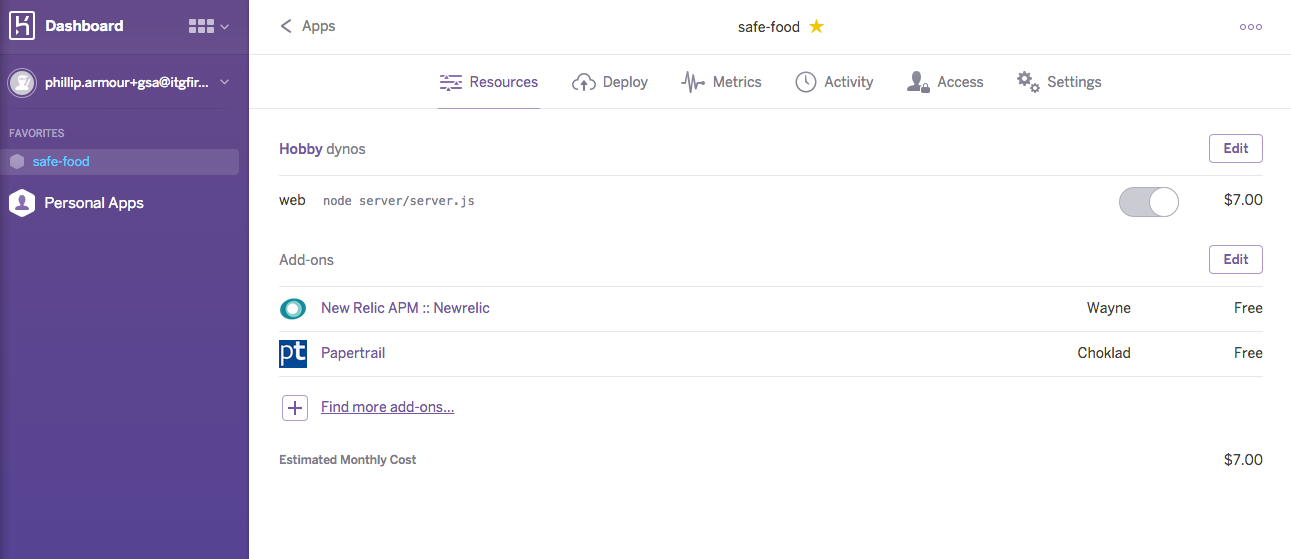 Dashboard
phillip.armour+gsa@itgfir...
FAVORITES
safe-food
Personal Apps
Apps
safe-food
Resources
Deploy
Metrics
Activity
Access
Settings
Hobby dynos
Edit
web node server/server.js $7.00
Add-ons
Edit
New Relic APM :: Newrelic Wayne Free
pt Papertrail Choklad Free
Find more add-ons...
Estimated Monthly Cost $7.00